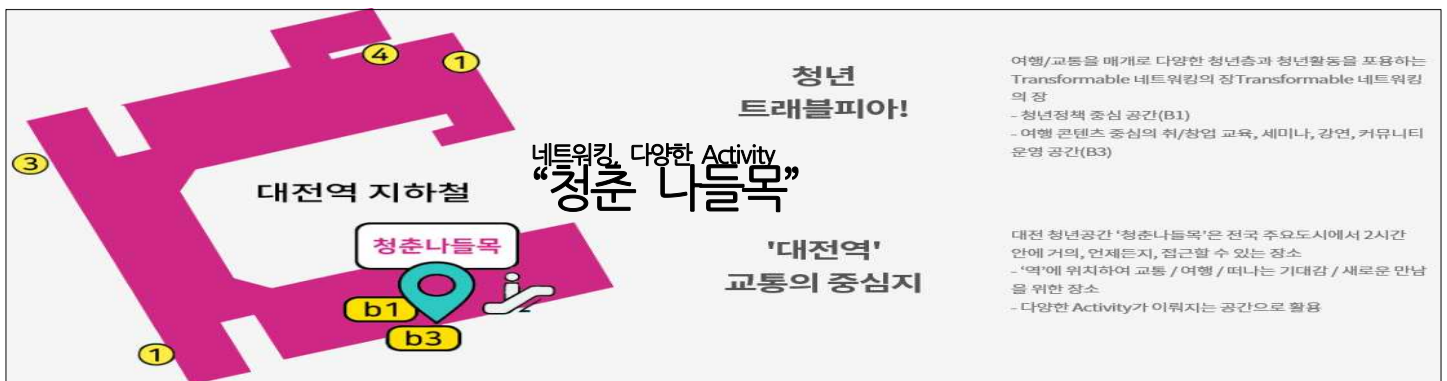 4
1
3
대전역 지하철
청춘나들목
b1
b3
2
1
네트워킹, 다양한 Activity
“청춘 나들목”
청년
트래블피아!
여행/교통을 매개로 다양한 청년층과 청년활동을 포용하는
Transformable 네트워킹의 장Transformable 네트워킹
의 장
- 청년정책 중심 공간(B1)
- 여행 콘텐츠 중심의 취/창업 교육, 세미나, 강연, 커뮤니티
운영 공간(B3)
'대전역'
교통의 중심지
대전 청년공간 ‘청춘나들목’은 전국 주요도시에서 2시간
안에 거의, 언제든지, 접근할 수 있는 장소
- ‘역’에 위치하여 교통 / 여행 / 떠나는 기대감 / 새로운 만남
을 위한 장소
- 다양한 Activity가 이뤄지는 공간으로 활용